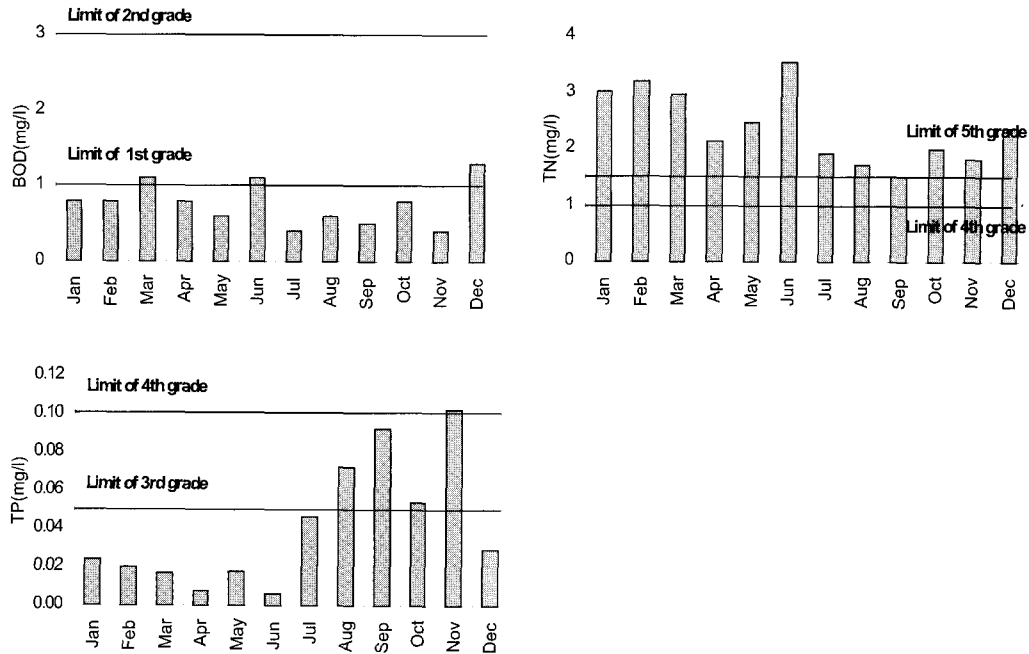 Limit of 2nd grade
3
2
Limit of 1st grade
1
0
BOD(mg/l)
Jan Feb Mar Apr May Jun Jul Aug Sep Oct Nov Dec
4
3
Limit of 5th grade
2
1
Limit of 4th grade
0
TN(mg/l)
Jan Feb Mar Apr May Jun Jul Aug Sep Oct Nov Dec
0.12
Limit of 4th grade
0.10
0.08
Limit of 3rd grade
0.06
0.04
0.02
0.00
TP(mg/l)
Jan Feb Mar Apr May Jun Jul Aug Sep Oct Nov Dec